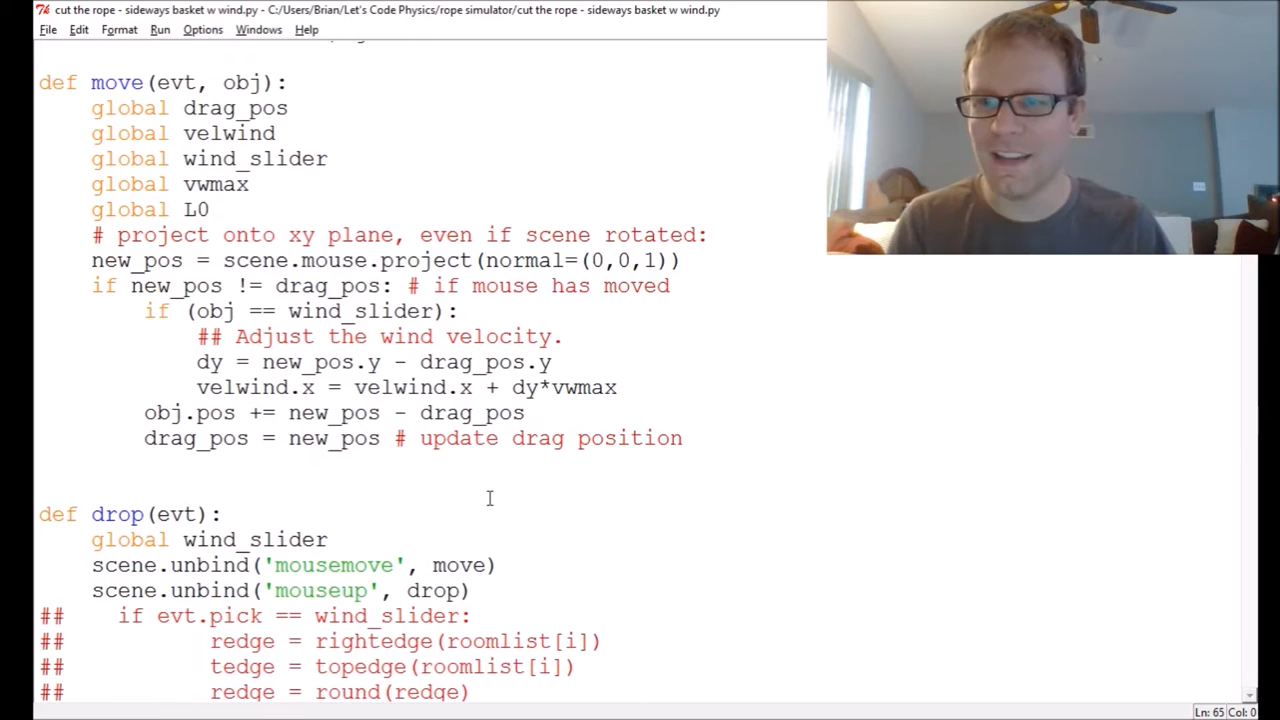 cut the rope - sideways basket w wind.py - C:/Users/Brian/Let's Code Physics/rope simulator/cut the rope - sideways basket w wind.py
File Edit Format Run Options Windows Help
def move(evt, obj):
global drag_pos
global velwind
global wind_slider
global vwmax
global L0
# project onto xy plane, even if scene rotated:
new_pos = scene.mouse.project(normal=(0,0,1))
if new_pos != drag_pos: # if mouse has moved
if (obj == wind_slider):
## Adjust the wind velocity.
dy = new_pos.y - drag_pos.y
velwind.x = velwind.x + dy*vwmax
obj.pos += new_pos - drag_pos
drag_pos = new_pos # update drag position
def drop(evt):
global wind_slider
scene.unbind('mousemove', move)
scene.unbind('mouseup', drop)
## if evt.pick == wind_slider:
## redge = rightedge(roomlist[i])
## tedge = topedge(roomlist[i])
## redge = round(redge)
Ln: 65 Col: 0